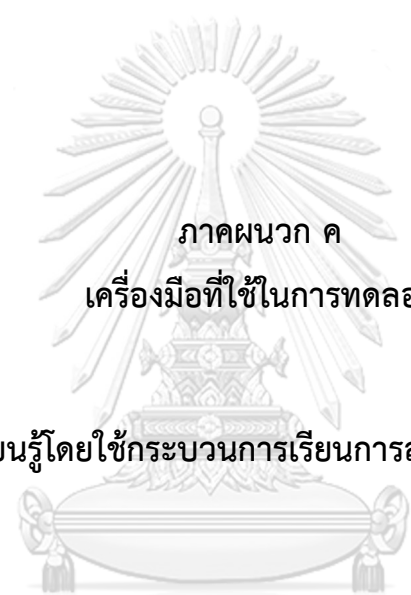 ภาคผนวก ค
เครื่องมือที่ใช้ในการทดล
ยนรู้โดยใช้กระบวนการเรียนการส